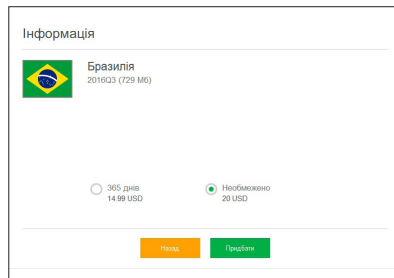 Інформація
Бразилія
2016Q3 (729 Мб)
365 днів
14.99 USD
Необмежено
20 USD
Назад
Придбати